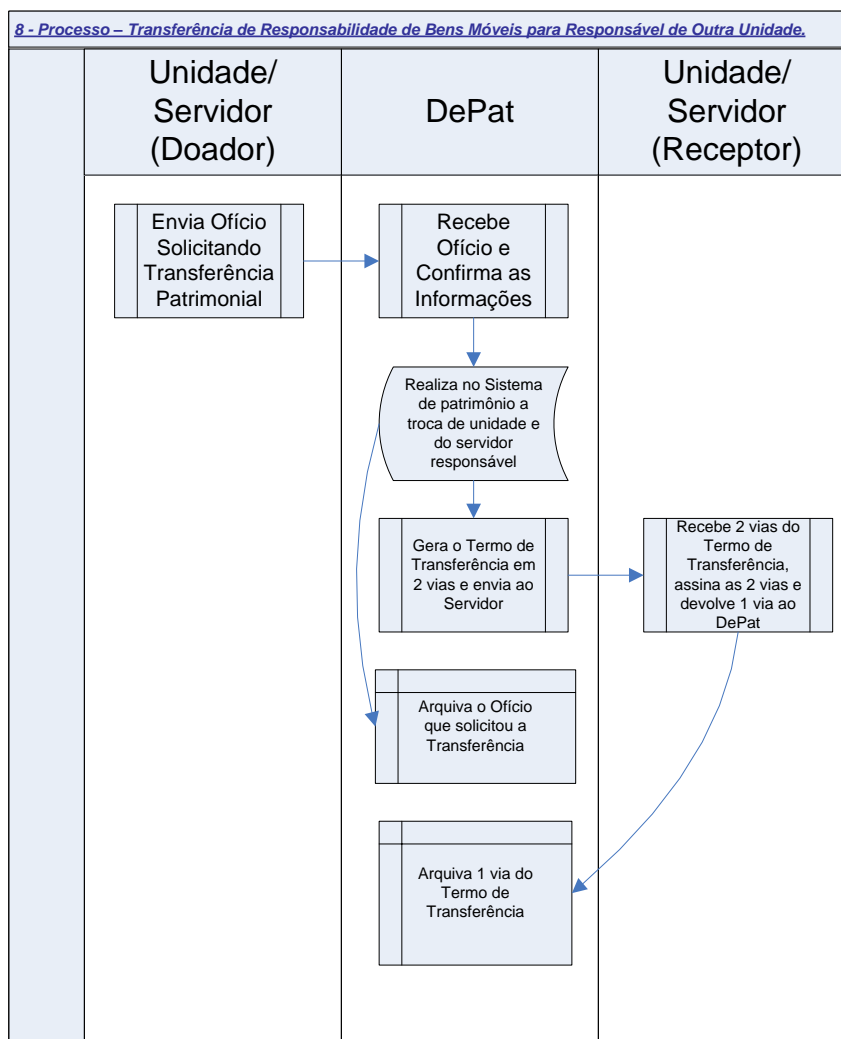 8 - Processo – Transferência de Responsabilidade de Bens Móveis para Responsável de Outra Unidade.
Unidade/
Servidor
(Doador)
DePat
Unidade/
Servidor
(Receptor)
Envia Ofício
Solicitando
Transferência
Patrimonial
Recebe
Ofício e
Confirma as
Informações
Realiza no Sistema
de patrimônio a
troca de unidade e
do servidor
responsável
Gera o Termo de
Transferência em
2 vias e envia ao
Servidor
Recebe 2 vias do
Termo de
Transferência,
assina as 2 vias e
devolve 1 via ao
DePat
Arquiva o Ofício
que solicitou a
Transferência
Arquiva 1 via do
Termo de
Transferência